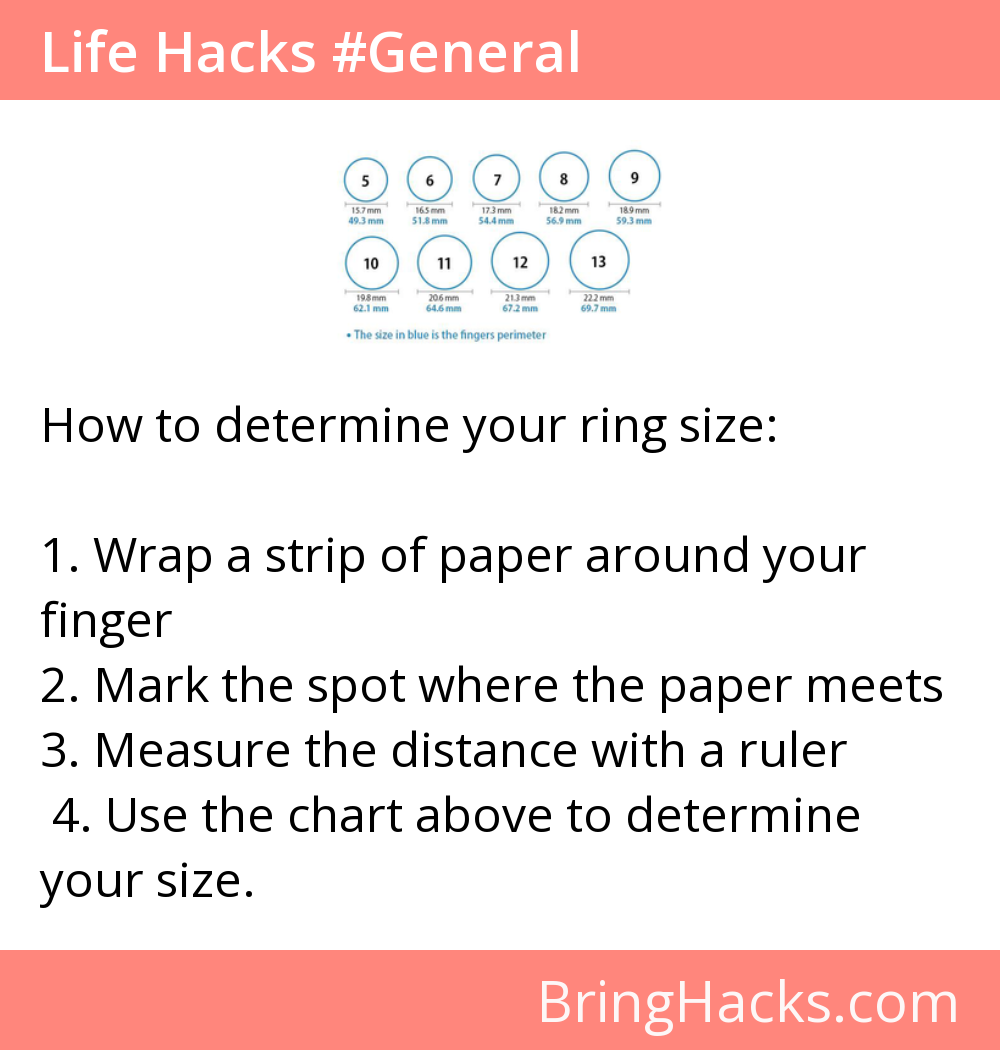 Life Hacks #General
5 6 7 8 9
15.7 mm 16.5 mm 17.3 mm 18.2 mm 18.9 mm
49.3 mm 51.8 mm 54.4 mm 56.9 mm 59.3 mm
10 11 12 13
19.8 mm 20.6 mm 21.3 mm 22.2 mm
62.1 mm 64.6 mm 67.2 mm 69.7 mm
• The size in blue is the fingers perimeter
How to determine your ring size:
1. Wrap a strip of paper around your
finger
2. Mark the spot where the paper meets
3. Measure the distance with a ruler
4. Use the chart above to determine
your size.
BringHacks.com